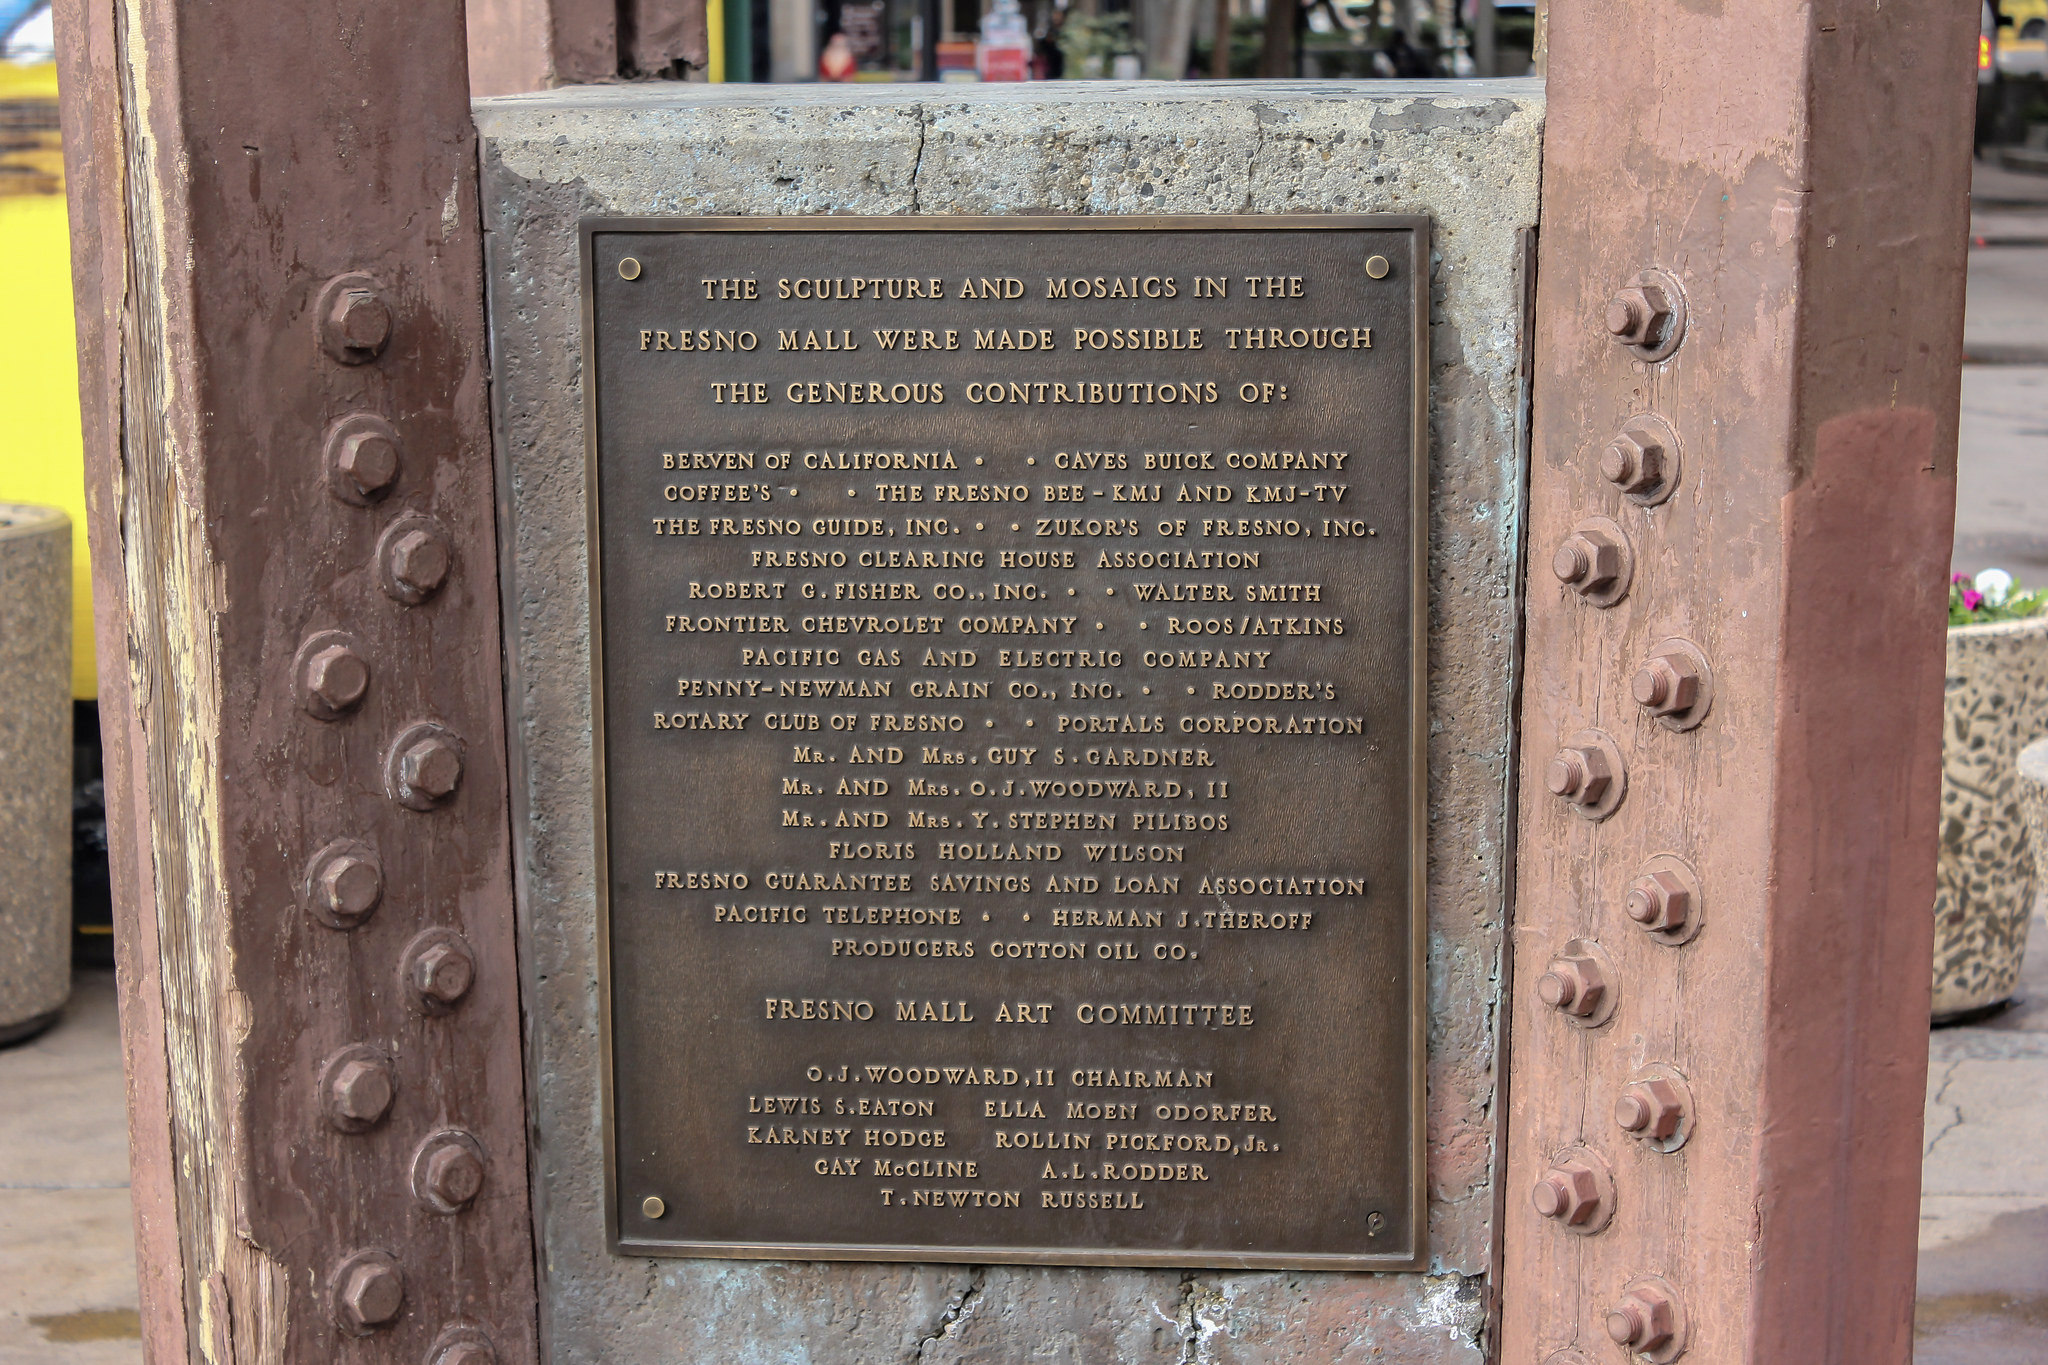 THE SCULPTURE AND MOSAICS IN THE
FRESNO MALL WERE MADE POSSIBLE THROUGH
THE GENEROUS CONTRIBUTIONS OF:
BERVEN OF CALIFORNIA • • CAVES BUICK COMPANY
COFFEE'S • • THE FRESNO BEE - KMJ AND KMJ-TV
THE FRESNO GUIDE, INC. • • ZUKOR'S OF FRESNO, INC.
FRESNO CLEARING HOUSE ASSOCIATION
ROBERT G. FISHER CO., INC. • • WALTER SMITH
FRONTIER CHEVROLET COMPANY • • ROOS/ATKINS
PACIFIC GAS AND ELECTRIC COMPANY
PENNY-NEWMAN GRAIN CO., INC. • • RODDER'S
ROTARY CLUB OF FRESNO • • PORTALS CORPORATION
MR. AND MRS. GUY S. GARDNER
MR. AND MRS. O.J. WOODWARD, II
MR. AND MRS. Y. STEPHEN PILIBOS
FLORIS HOLLAND WILSON
FRESNO GUARANTEE SAVINGS AND LOAN ASSOCIATION
PACIFIC TELEPHONE • • HERMAN J. THEROFF
PRODUCERS COTTON OIL CO.
FRESNO MALL ART COMMITTEE
O.J. WOODWARD, II CHAIRMAN
LEWIS S. EATON ELLA MOEN ODORFER
KARNEY HODGE ROLLIN PICKFORD, JR.
GAY McCLINE A.L. RODDER
T. NEWTON RUSSELL